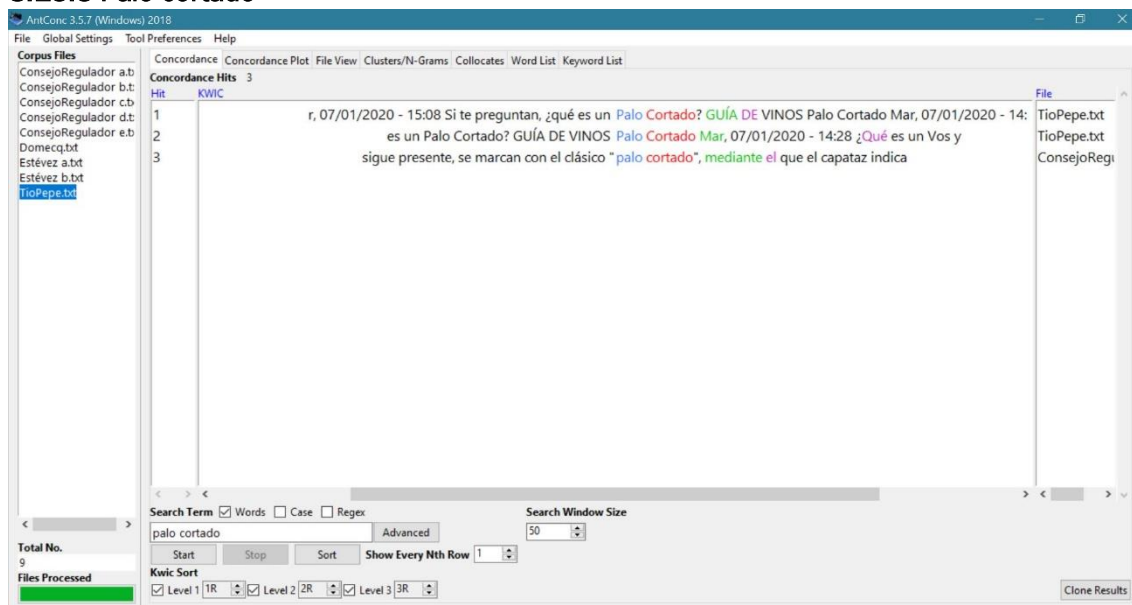 AntConc 3.5.7 (Windows) 2018
File Global Settings Tool Preferences Help
Corpus Files
ConsejoRegulador a.t
ConsejoRegulador b.t
ConsejoRegulador c.t
ConsejoRegulador d.t
ConsejoRegulador e.t
Domecq.txt
Estévez a.txt
Estévez b.txt
TioPepe.txt
Concordance Concordance Plot File View Clusters/N-Grams Collocates Word List Keyword List
Concordance Hits 3
Hit KWIC File
1 r, 07/01/2020 - 15:08 Si te preguntan, ¿qué es un Palo Cortado? GUÍA DE VINOS Palo Cortado Mar, 07/01/2020 - 14: TioPepe.txt
2 es un Palo Cortado? GUÍA DE VINOS Palo Cortado Mar, 07/01/2020 - 14:28 ¿Qué es un Vos y TioPepe.txt
3 sigue presente, se marcan con el clásico "palo cortado", mediante el que el capataz indica ConsejoRegu
Search Term Words Case Regex Search Window Size
palo cortado Advanced 50
Start Stop Sort Show Every Nth Row 1
Kwic Sort
Level 1 1R Level 2 2R Level 3 3R Clone Results
Total No.
9
Files Processed